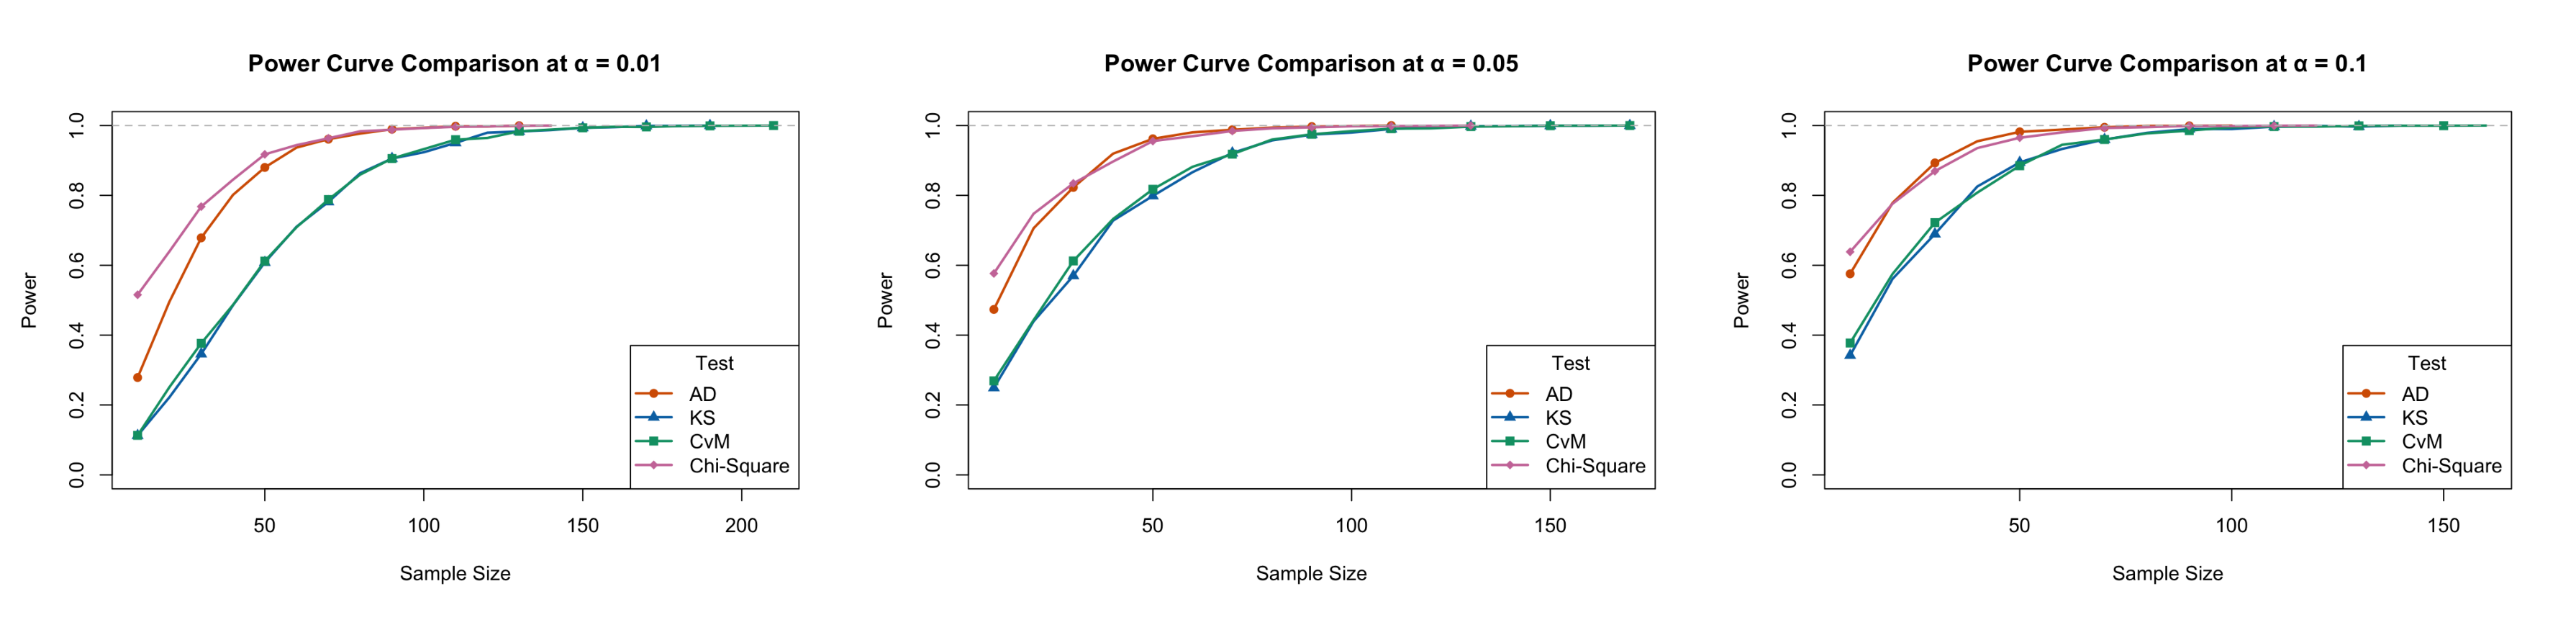 Power Curve Comparison at α = 0.01
Power
1.0
0.8
0.6
0.4
0.2
0.0
Test
AD
KS
CvM
Chi-Square
50 100 150 200
Sample Size
Power Curve Comparison at α = 0.05
Power
1.0
0.8
0.6
0.4
0.2
0.0
Test
AD
KS
CvM
Chi-Square
50 100 150
Sample Size
Power Curve Comparison at α = 0.1
Power
1.0
0.8
0.6
0.4
0.2
0.0
Test
AD
KS
CvM
Chi-Square
50 100 150
Sample Size